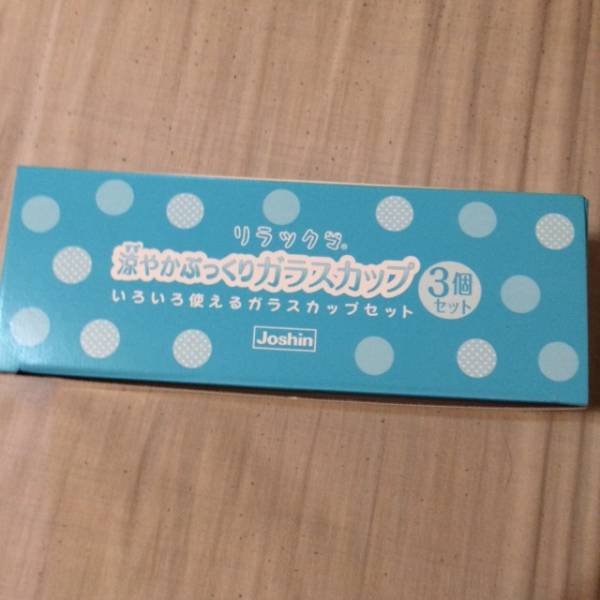 リラックマ®
涼やかぷっくりガラスカップ
いろいろ使えるガラスカップセット
3個
セット
Joshin